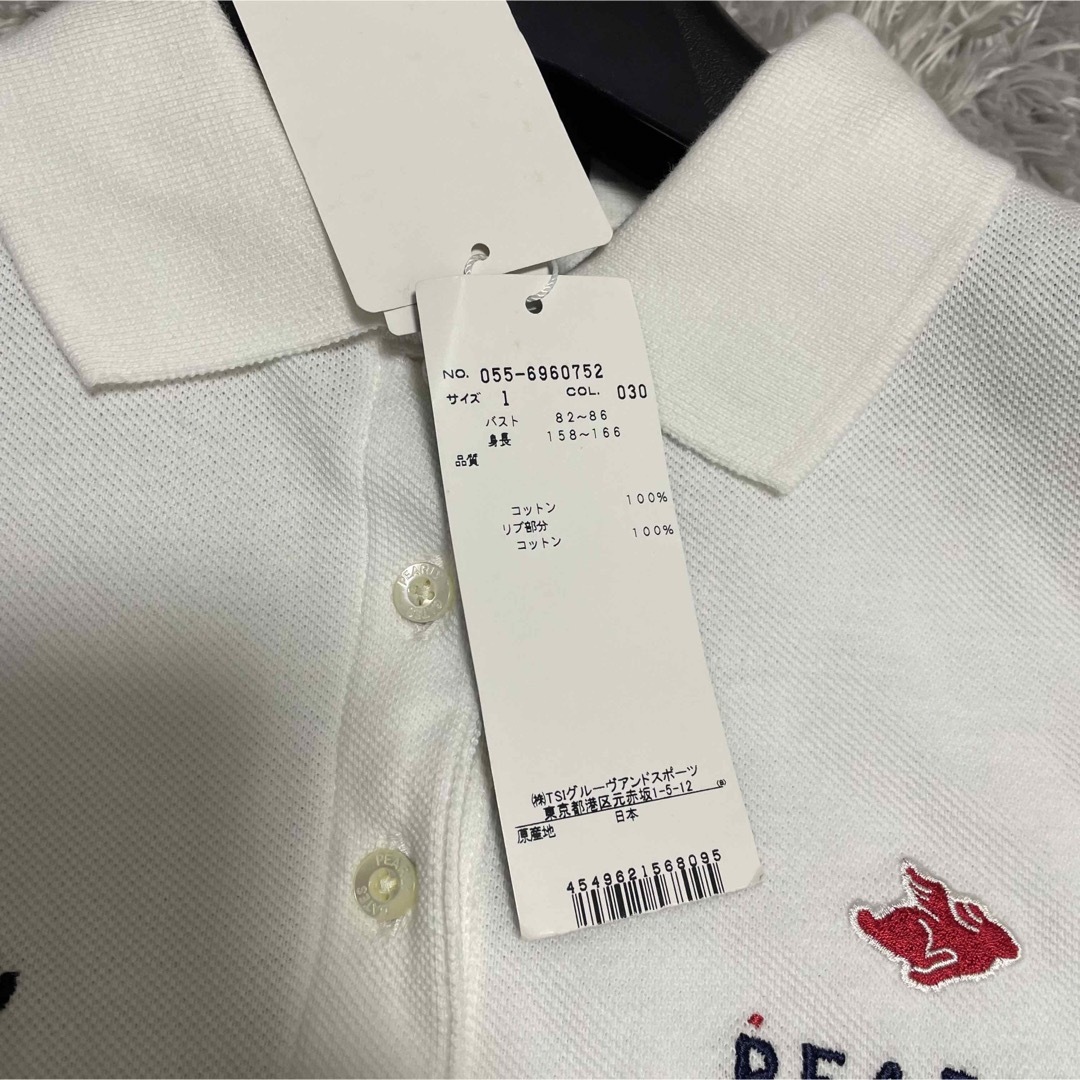 NO. 055-6960752
サイズ 1 COL. 030
バスト 82~86
身長 158~166
品質
コットン 100%
リブ部分
コットン 100%
㈱TSIグルーヴアンドスポーツ
東京都港区元赤坂1-5-12 (B)
原産地 日本
4549621568095
PEARLY
PEAR